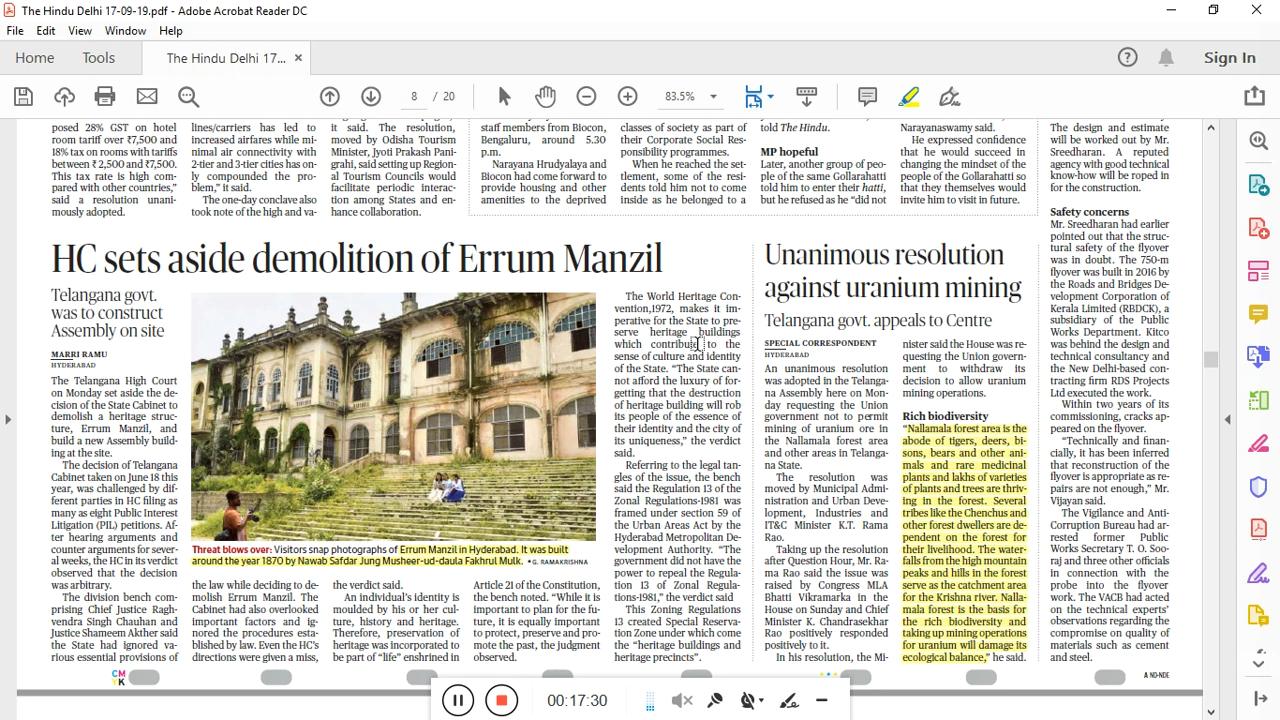 The Hindu Delhi 17-09-19.pdf - Adobe Acrobat Reader DC
File Edit View Window Help
Home Tools The Hindu Delhi 17... × Sign In
8 / 20 83.5%
posed 28% GST on hotel
room tariff over ₹7,500 and
18% tax on rooms with tariffs
between ₹ 2,500 and ₹7,500.
This tax rate is high com-
pared with other countries,"
said a resolution unani-
mously adopted.
lines/carriers has led to
increased airfares while mini-
mal air connectivity with
2-tier and 3-tier cities has on-
ly compounded the pro-
blem," it said.
The one-day conclave also
took note of the high and va-
it said. The resolution,
moved by Odisha Tourism
Minister, Jyoti Prakash Pani-
grahi, said setting up Region-
al Tourism Councils would
facilitate periodic interac-
tion among States and en-
hance collaboration.
staff members from Biocon,
Bengaluru, around 5.30
p.m.
Narayana Hrudyalaya and
Biocon had come forward to
provide housing and other
amenities to the deprived
classes of society as part of
their Corporate Social Res-
ponsibility programmes.
When he reached the set-
tlement, some of the resi-
dents told him not to come
inside as he belonged to a
told The Hindu.
MP hopeful
Later, another group of peo-
ple of the same Gollarahatti
told him to enter their hatti,
but he refused as he "did not
Narayanaswamy said.
He expressed confidence
that he would succeed in
changing the mindset of the
people of the Gollarahatti so
that they themselves would
invite him to visit in future.
The design and estimate
will be worked out by Mr.
Sreedharan. A reputed
agency with good technical
know-how will be roped in
for the construction.
Safety concerns
Mr. Sreedharan had earlier
pointed out that the struc-
tural safety of the flyover
was in doubt. The 750-m
flyover was built in 2016 by
the Roads and Bridges De-
velopment Corporation of
Kerala Limited (RBDCK), a
subsidiary of the Public
Works Department. Kitco
was behind the design and
technical consultancy and
the New Delhi-based con-
tracting firm RDS Projects
Ltd executed the work.
Within two years of its
commissioning, cracks ap-
peared on the flyover.
"Technically and finan-
cially, it has been inferred
that reconstruction of the
flyover is appropriate as re-
pairs are not enough," Mr.
Vijayan said.
The Vigilance and Anti-
Corruption Bureau had ar-
rested former Public
Works Secretary T. O. Soo-
raj and three other officials
in connection with the
probe into the flyover
work. The VACB had acted
on the technical experts'
observations regarding the
compromise on quality of
materials such as cement
and steel.
HC sets aside demolition of Errum Manzil
Telangana govt.
was to construct
Assembly on site
MARRI RAMU
HYDERABAD
The Telangana High Court
on Monday set aside the de-
cision of the State Cabinet to
demolish a heritage struc-
ture, Errum Manzil, and
build a new Assembly build-
ing at the site.
The decision of Telangana
Cabinet taken on June 18 this
year, was challenged by dif-
ferent parties in HC filing as
many as eight Public Interest
Litigation (PIL) petitions. Af-
ter hearing arguments and
counter arguments for sever-
al weeks, the HC in its verdict
observed that the decision
was arbitrary.
The division bench com-
prising Chief Justice Ragh-
vendra Singh Chauhan and
Justice Shameem Akther said
the State had ignored va-
rious essential provisions of
Threat blows over: Visitors snap photographs of Errum Manzil in Hyderabad. It was built
around the year 1870 by Nawab Safdar Jung Musheer-ud-daula Fakhrul Mulk. • G. RAMAKRISHNA
the law while deciding to de-
molish Errum Manzil. The
Cabinet had also overlooked
important factors and ig-
nored the procedures esta-
blished by law. Even the HC's
directions were given a miss,
the verdict said.
An individual's identity is
moulded by his or her cul-
ture, history and heritage.
Therefore, preservation of
heritage was incorporated to
be part of "life" enshrined in
Article 21 of the Constitution,
the bench noted. "While it is
important to plan for the fu-
ture, it is equally important
to protect, preserve and pro-
mote the past, the judgment
observed.
The World Heritage Con-
vention,1972, makes it im-
perative for the State to pre-
serve heritage buildings
which contribute to the
sense of culture and identity
of the State. "The State can-
not afford the luxury of for-
getting that the destruction
of heritage building will rob
its people of the essence of
their identity and the city of
its uniqueness," the verdict
said.
Referring to the legal tan-
gles of the issue, the bench
said the Regulation 13 of the
Zonal Regulations-1981 was
framed under section 59 of
the Urban Areas Act by the
Hyderabad Metropolitan De-
velopment Authority. "The
government did not have the
power to repeal the Regula-
tion 13 of Zonal Regula-
tions-1981," the verdict said
This Zoning Regulations
13 created Special Reserva-
tion Zone under which come
the "heritage buildings and
heritage precincts".
Unanimous resolution
against uranium mining
Telangana govt. appeals to Centre
SPECIAL CORRESPONDENT
HYDERABAD
An unanimous resolution
was adopted in the Telanga-
na Assembly here on Mon-
day requesting the Union
government not to permit
mining of uranium ore in
the Nallamala forest area
and other areas in Telanga-
na State.
The resolution was
moved by Municipal Admi-
nistration and Urban Deve-
lopment, Industries and
IT&C Minister K.T. Rama
Rao.
Taking up the resolution
after Question Hour, Mr. Ra-
ma Rao said the issue was
raised by Congress MLA
Bhatti Vikramarka in the
House on Sunday and Chief
Minister K. Chandrasekhar
Rao positively responded
positively to it.
In his resolution, the Mi-
nister said the House was re-
questing the Union govern-
ment to withdraw its
decision to allow uranium
mining operations.
Rich biodiversity
"Nallamala forest area is the
abode of tigers, deers, bi-
sons, bears and other ani-
mals and rare medicinal
plants and lakhs of varieties
of plants and trees are thriv-
ing in the forest. Several
tribes like the Chenchus and
other forest dwellers are de-
pendent on the forest for
their livelihood. The water-
falls from the high mountain
peaks and hills in the forest
serve as the catchment area
for the Krishna river. Nalla-
mala forest is the basis for
the rich biodiversity and
taking up mining operations
for uranium will damage its
ecological balance," he said.
CM
YK
A NO-NDE
00:17:30